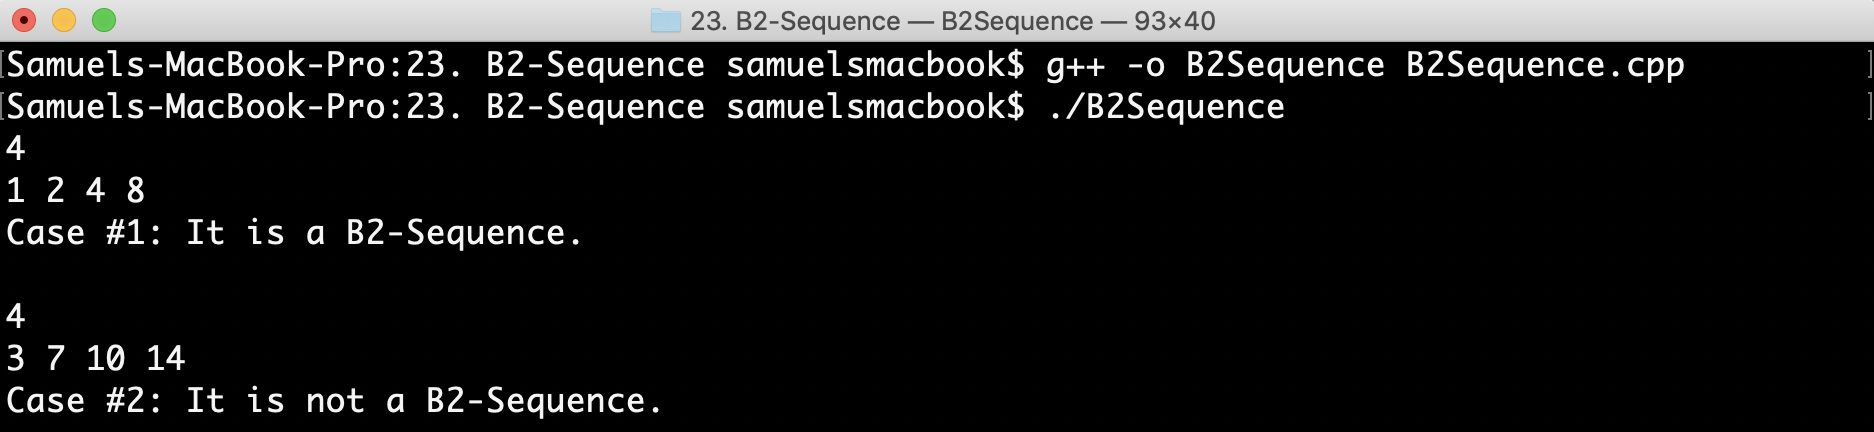 23. B2-Sequence — B2Sequence — 93×40
[Samuels-MacBook-Pro:23. B2-Sequence samuelsmacbook$ g++ -o B2Sequence B2Sequence.cpp ]
[Samuels-MacBook-Pro:23. B2-Sequence samuelsmacbook$ ./B2Sequence ]
4
1 2 4 8
Case #1: It is a B2-Sequence.
4
3 7 10 14
Case #2: It is not a B2-Sequence.